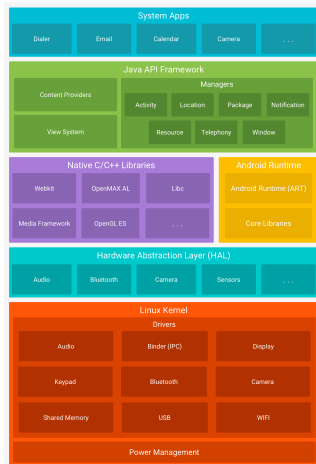 System Apps
Dialer
Email
Calendar
Camera
. . .
Java API Framework
Content Providers
View System
Managers
Activity
Location
Package
Notification
Resource
Telephony
Window
Native C/C++ Libraries
Webkit
OpenMAX AL
Libc
Media Framework
OpenGL ES
. . .
Android Runtime
Android Runtime (ART)
Core Libraries
Hardware Abstraction Layer (HAL)
Audio
Bluetooth
Camera
Sensors
. . .
Linux Kernel
Drivers
Audio
Binder (IPC)
Display
Keypad
Bluetooth
Camera
Shared Memory
USB
WIFI
Power Management